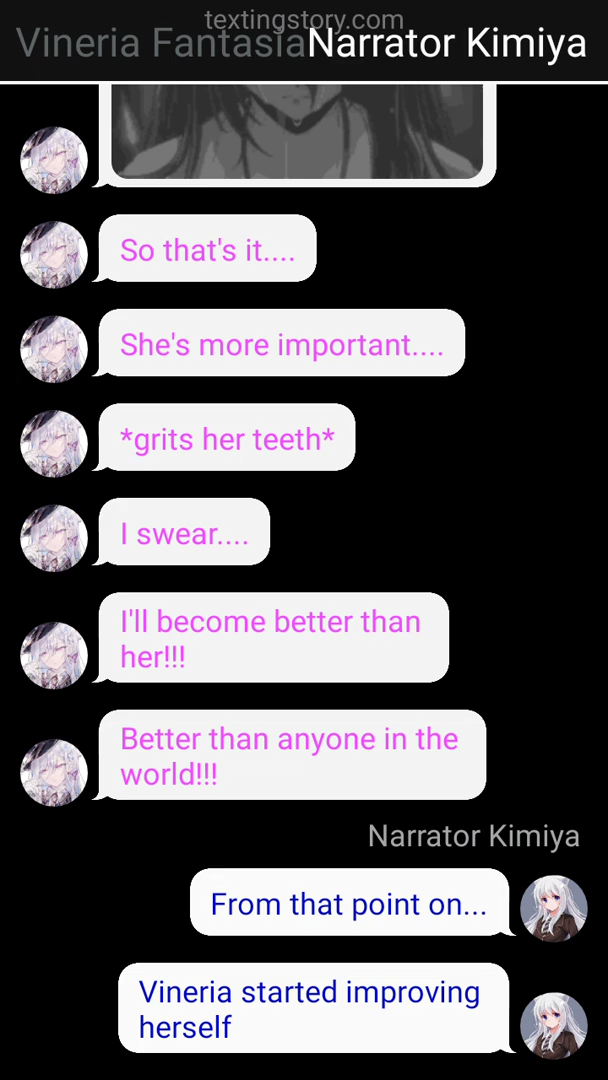 textingstory.com
Vineria Fantasia Narrator Kimiya
So that's it....
She's more important....
*grits her teeth*
I swear....
I'll become better than
her!!!
Better than anyone in the
world!!!
Narrator Kimiya
From that point on...
Vineria started improving
herself